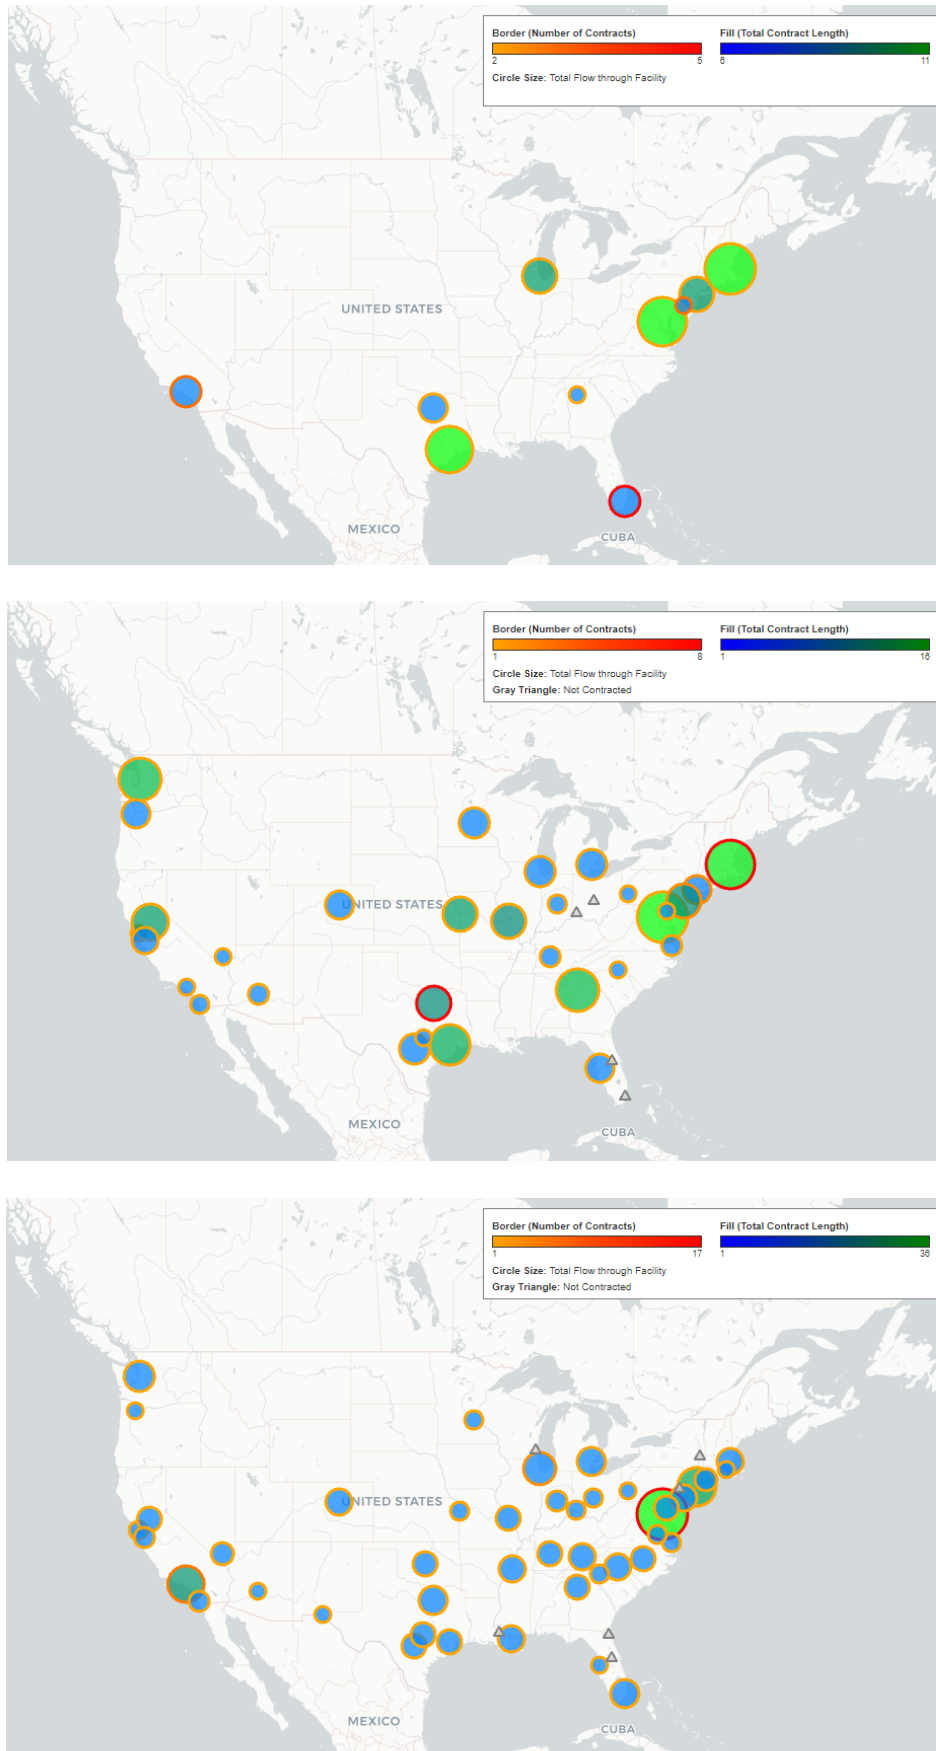 Border (Number of Contracts) Fill (Total Contract Length)
2 5 6 11
Circle Size: Total Flow through Facility
UNITED STATES
MEXICO
CUBA
Border (Number of Contracts) Fill (Total Contract Length)
1 8 1 16
Circle Size: Total Flow through Facility
Gray Triangle: Not Contracted
UNITED STATES
MEXICO
CUBA
Border (Number of Contracts) Fill (Total Contract Length)
1 17 1 36
Circle Size: Total Flow through Facility
Gray Triangle: Not Contracted
UNITED STATES
MEXICO
CUBA